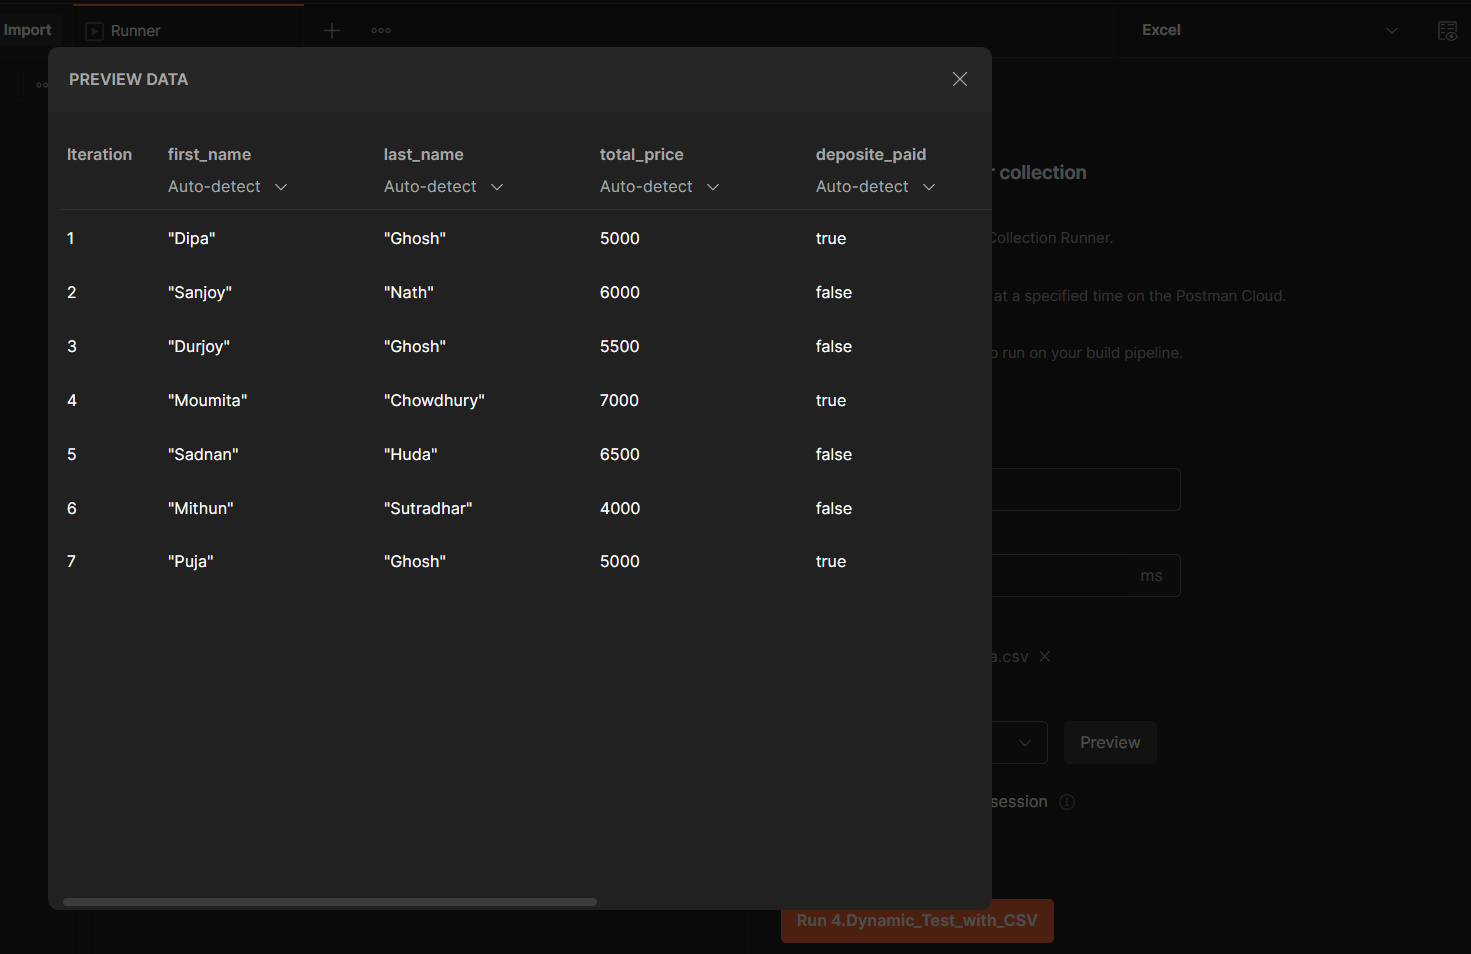 Import
Runner
Excel
PREVIEW DATA
Iteration first_name last_name total_price deposite_paid
Auto-detect Auto-detect Auto-detect Auto-detect
1 "Dipa" "Ghosh" 5000 true
2 "Sanjoy" "Nath" 6000 false
3 "Durjoy" "Ghosh" 5500 false
4 "Moumita" "Chowdhury" 7000 true
5 "Sadnan" "Huda" 6500 false
6 "Mithun" "Sutradhar" 4000 false
7 "Puja" "Ghosh" 5000 true
collection
Collection Runner.
at a specified time on the Postman Cloud.
run on your build pipeline.
ms
a.csv
Preview
session
Run 4.Dynamic_Test_with_CSV